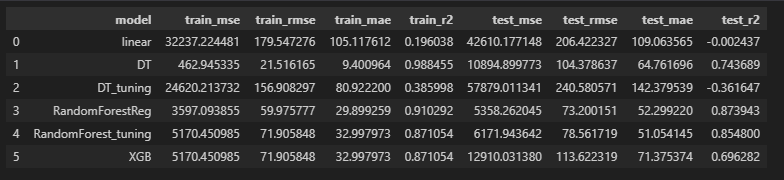 model train_mse train_rmse train_mae train_r2 test_mse test_rmse test_mae test_r2
0 linear 32237.224481 179.547276 105.117612 0.196038 42610.177148 206.422327 109.063565 -0.002437
1 DT 462.945335 21.516165 9.400964 0.988455 10894.899773 104.378637 64.761696 0.743689
2 DT_tuning 24620.213732 156.908297 80.922200 0.385998 57879.011341 240.580571 142.379539 -0.361647
3 RandomForestReg 3597.093855 59.975777 29.899259 0.910292 5358.262045 73.200151 52.299220 0.873943
4 RandomForest_tuning 5170.450985 71.905848 32.997973 0.871054 6171.943642 78.561719 51.054145 0.854800
5 XGB 5170.450985 71.905848 32.997973 0.871054 12910.031380 113.622319 71.375374 0.696282